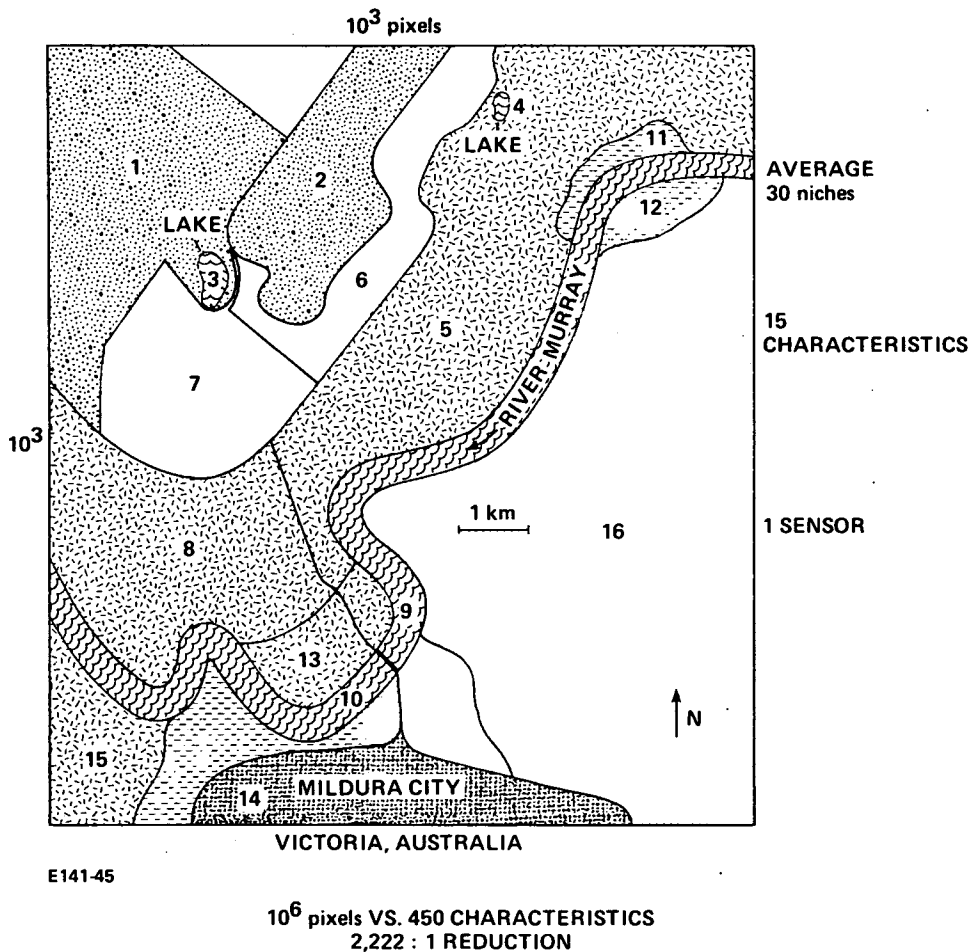 10³ pixels
4
LAKE
11
1
2
AVERAGE
30 niches
12
LAKE
3
6
RIVER MURRAY
5
15
CHARACTERISTICS
7
10³
1 km
16
1 SENSOR
8
9
13
10
N
15
MILDURA CITY
14
VICTORIA, AUSTRALIA
E141-45
10⁶ pixels VS. 450 CHARACTERISTICS
2,222 : 1 REDUCTION